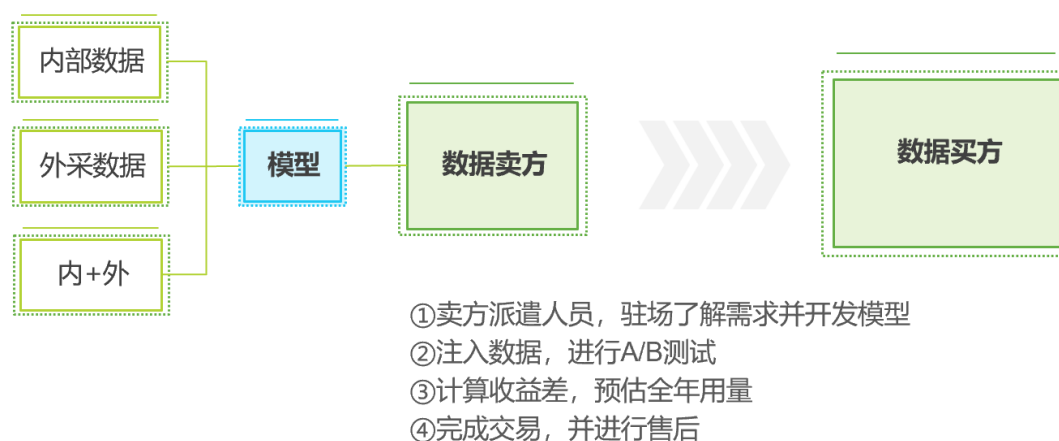 内部数据
外采数据
内+外
模型
数据卖方
数据买方
①卖方派遣人员，驻场了解需求并开发模型
②注入数据，进行A/B测试
③计算收益差，预估全年用量
④完成交易，并进行售后